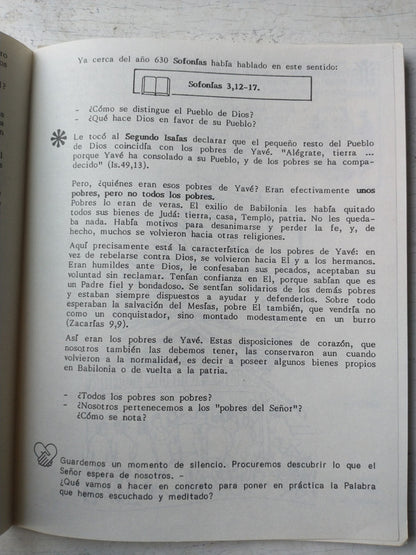 Ya cerca del año 630 Sofonías había hablado en este sentido:
Sofonías 3,12-17.
- ¿Cómo se distingue el Pueblo de Dios?
- ¿Qué hace Dios en favor de su Pueblo?
Le tocó al Segundo Isaías declarar que el pequeño resto del Pueblo
de Dios coincidía con los pobres de Yavé. "Alégrate, tierra ...
porque Yavé ha consolado a su Pueblo, y de los pobres se ha compa-
decido" (Is.49,13).
Pero, ¿quiénes eran esos pobres de Yavé? Eran efectivamente unos
pobres, pero no todos los pobres.
Pobres lo eran de veras. El exilio de Babilonia les había quitado
todos sus bienes de Judá: tierra, casa, Templo, patria. No les queda-
ba nada. Había motivos para desanimarse y perder la fe, y, de
hecho, muchos se volvieron hacia otras religiones.
Aquí precisamente está la característica de los pobres de Yavé: en
vez de rebelarse contra Dios, se volvieron hacia El y a los hermanos.
Eran humildes ante Dios, le confesaban sus pecados, aceptaban su
voluntad sin reclamar. Tenían confianza en El, porque sabían que es
un Padre fiel y bondadoso. Se sentían solidarios de los demás pobres
y estaban siempre dispuestos a ayudar y defenderlos. Sobre todo
esperaban la salvación del Mesías, pobre El también, que vendría no
como un conquistador, sino montado modestamente en un burro
(Zacarías 9,9).
Así eran los pobres de Yavé. Estas disposiciones de corazón, que
nosotros también las debemos tener, las conservaron aun cuando
volvieron a la normalidad, es decir a poseer algunos bienes propios
en Babilonia o de vuelta a la patria.
- ¿Todos los pobres son pobres?
- ¿Nosotros pertenecemos a los "pobres del Señor"?
¿Cómo se nota?
Guardemos un momento de silencio. Procuremos descubrir lo que el
Señor espera de nosotros. -
¿Qué vamos a hacer en concreto para poner en práctica la Palabra
que hemos escuchado y meditado?